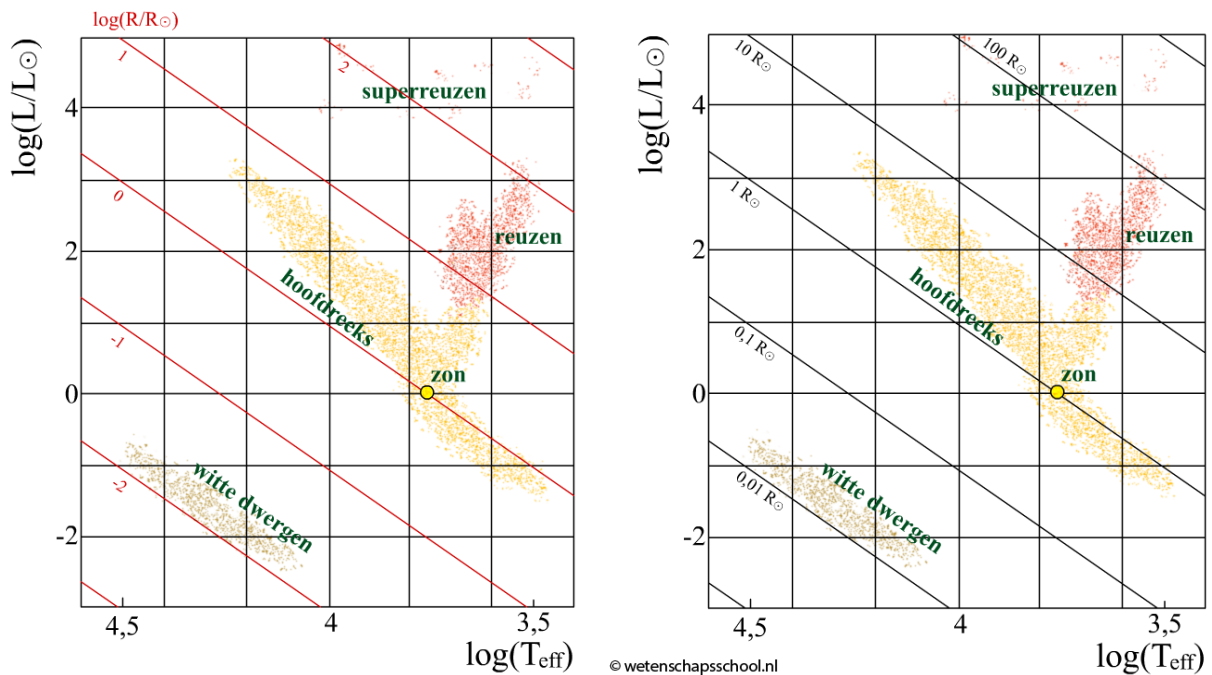 log(R/R☉)
log(L/L☉)
1
2
superreuzen
4
0
reuzen
2
hoofdreeks
-1
zon
0
-2
witte dwergen
-2
4,5
4
3,5
log(Teff)
log(L/L☉)
10 R☉
100 R☉
superreuzen
4
1 R☉
reuzen
2
hoofdreeks
0,1 R☉
zon
0
0,01 R☉
witte dwergen
-2
4,5
4
3,5
log(Teff)
© wetenschapsschool.nl